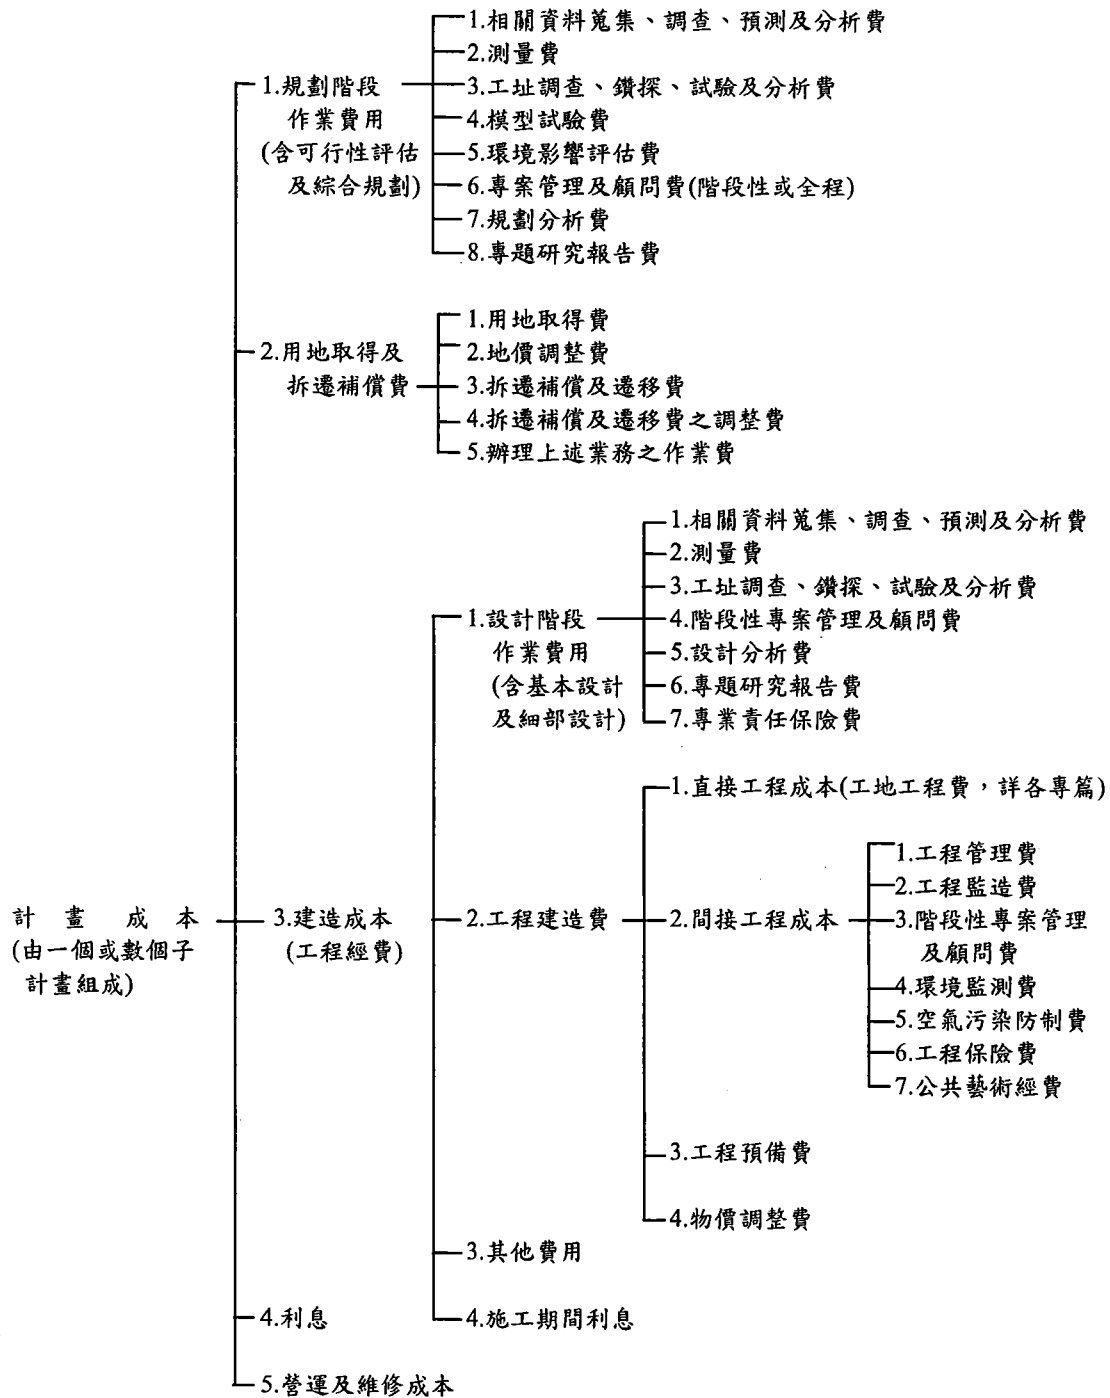 計畫成本
(由一個或數個子
計畫組成)
1.規劃階段
作業費用
(含可行性評估
及綜合規劃)
1.相關資料蒐集、調查、預測及分析費
2.測量費
3.工址調查、鑽探、試驗及分析費
4.模型試驗費
5.環境影響評估費
6.專案管理及顧問費(階段性或全程)
7.規劃分析費
8.專題研究報告費
2.用地取得及
拆遷補償費
1.用地取得費
2.地價調整費
3.拆遷補償及遷移費
4.拆遷補償及遷移費之調整費
5.辦理上述業務之作業費
3.建造成本
(工程經費)
1.設計階段
作業費用
(含基本設計
及細部設計)
1.相關資料蒐集、調查、預測及分析費
2.測量費
3.工址調查、鑽探、試驗及分析費
4.階段性專案管理及顧問費
5.設計分析費
6.專題研究報告費
7.專業責任保險費
2.工程建造費
1.直接工程成本(工地工程費，詳各專篇)
2.間接工程成本
1.工程管理費
2.工程監造費
3.階段性專案管理
及顧問費
4.環境監測費
5.空氣污染防制費
6.工程保險費
7.公共藝術經費
3.工程預備費
4.物價調整費
3.其他費用
4.施工期間利息
4.利息
5.營運及維修成本